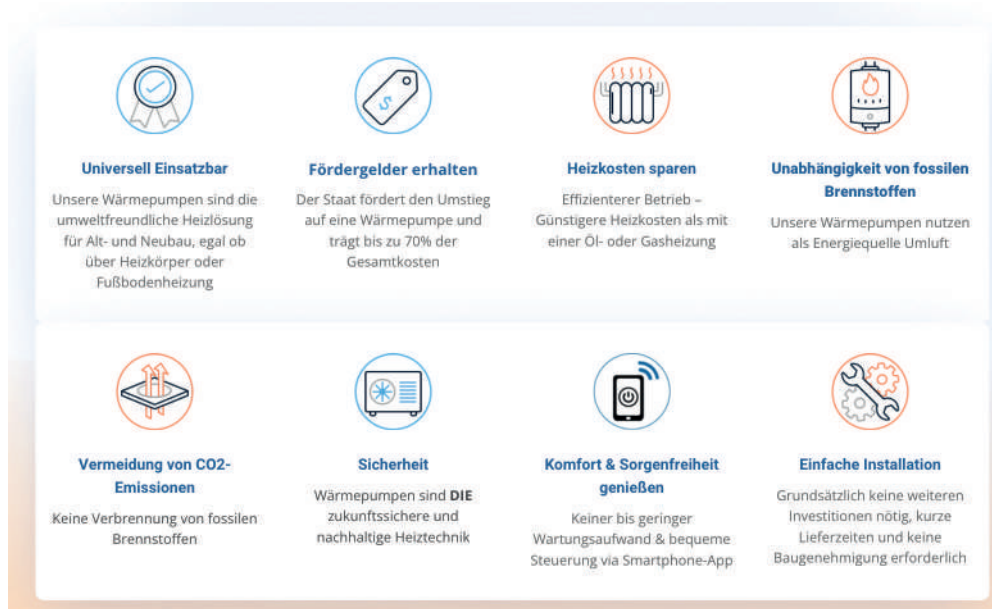 Universell Einsatzbar
Unsere Wärmepumpen sind die
umweltfreundliche Heizlösung
für Alt- und Neubau, egal ob
über Heizkörper oder
Fußbodenheizung
Fördergelder erhalten
Der Staat fördert den Umstieg
auf eine Wärmepumpe und
trägt bis zu 70% der
Gesamtkosten
Heizkosten sparen
Effizienterer Betrieb –
Günstigere Heizkosten als mit
einer Öl- oder Gasheizung
Unabhängigkeit von fossilen
Brennstoffen
Unsere Wärmepumpen nutzen
als Energiequelle Umluft
Vermeidung von CO2-
Emissionen
Keine Verbrennung von fossilen
Brennstoffen
Sicherheit
Wärmepumpen sind DIE
zukunftssichere und
nachhaltige Heiztechnik
Komfort & Sorgenfreiheit
genießen
Keiner bis geringer
Wartungsaufwand & bequeme
Steuerung via Smartphone-App
Einfache Installation
Grundsätzlich keine weiteren
Investitionen nötig, kurze
Lieferzeiten und keine
Baugenehmigung erforderlich